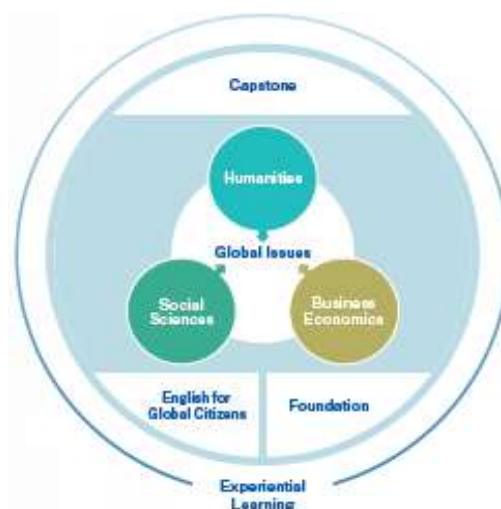 Capstone
Humanities
Global Issues
Social
Sciences
Business
Economics
English for
Global Citizens
Foundation
Experiential
Learning